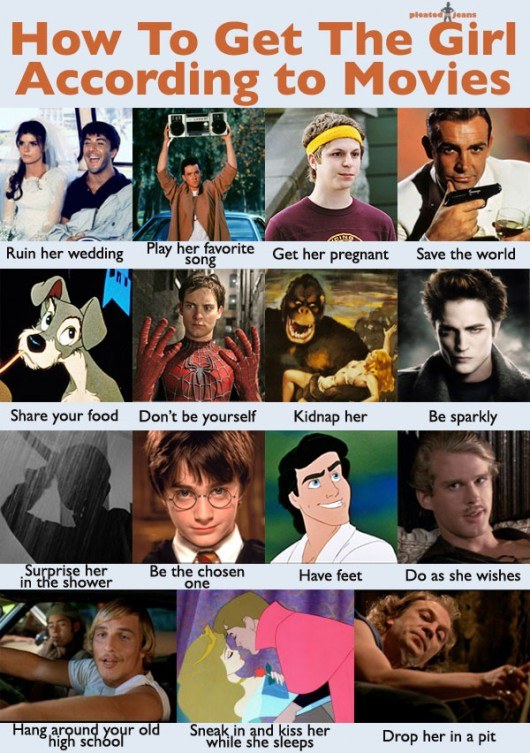 pleated jeans
How To Get The Girl
According to Movies
Ruin her wedding
Play her favorite
song
Get her pregnant
Save the world
Share your food
Don't be yourself
Kidnap her
Be sparkly
Surprise her
in the shower
Be the chosen
one
Have feet
Do as she wishes
Hang around your old
high school
Sneak in and kiss her
while she sleeps
Drop her in a pit